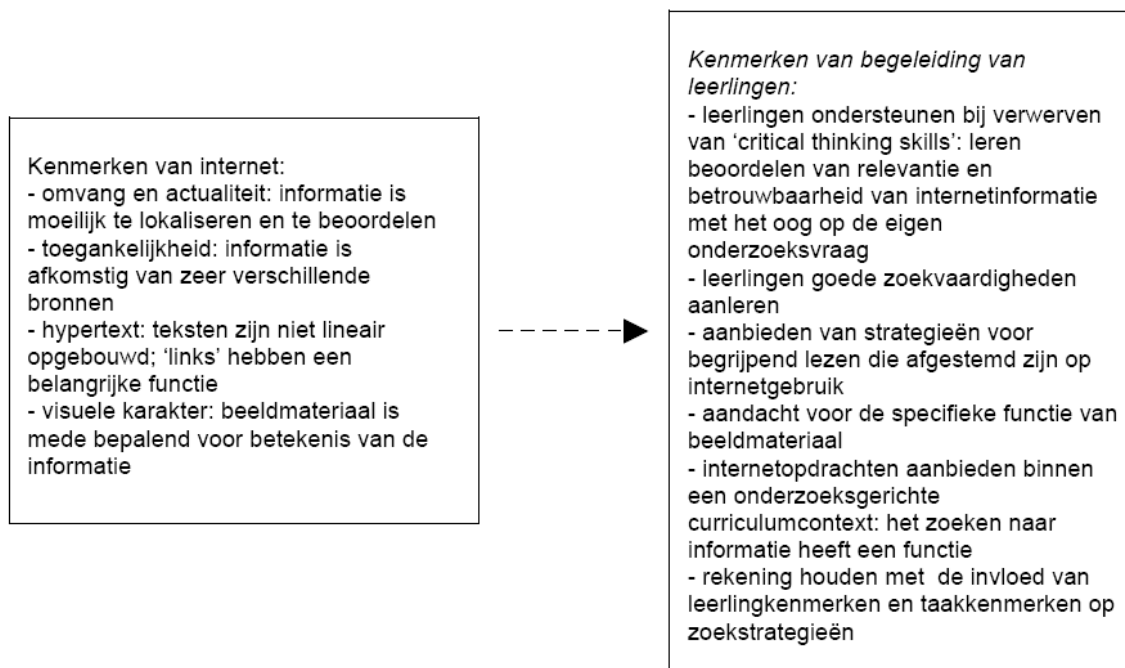 Kenmerken van internet:
- omvang en actualiteit: informatie is
moeilijk te lokaliseren en te beoordelen
- toegankelijkheid: informatie is
afkomstig van zeer verschillende
bronnen
- hypertext: teksten zijn niet lineair
opgebouwd; ‘links’ hebben een
belangrijke functie
- visuele karakter: beeldmateriaal is
mede bepalend voor betekenis van de
informatie
Kenmerken van begeleiding van
leerlingen:
- leerlingen ondersteunen bij verwerven
van ‘critical thinking skills’: leren
beoordelen van relevantie en
betrouwbaarheid van internetinformatie
met het oog op de eigen
onderzoeksvraag
- leerlingen goede zoekvaardigheden
aanleren
- aanbieden van strategieën voor
begrijpend lezen die afgestemd zijn op
internetgebruik
- aandacht voor de specifieke functie van
beeldmateriaal
- internetopdrachten aanbieden binnen
een onderzoeksgerichte
curriculumcontext: het zoeken naar
informatie heeft een functie
- rekening houden met de invloed van
leerlingkenmerken en taakkenmerken op
zoekstrategieën